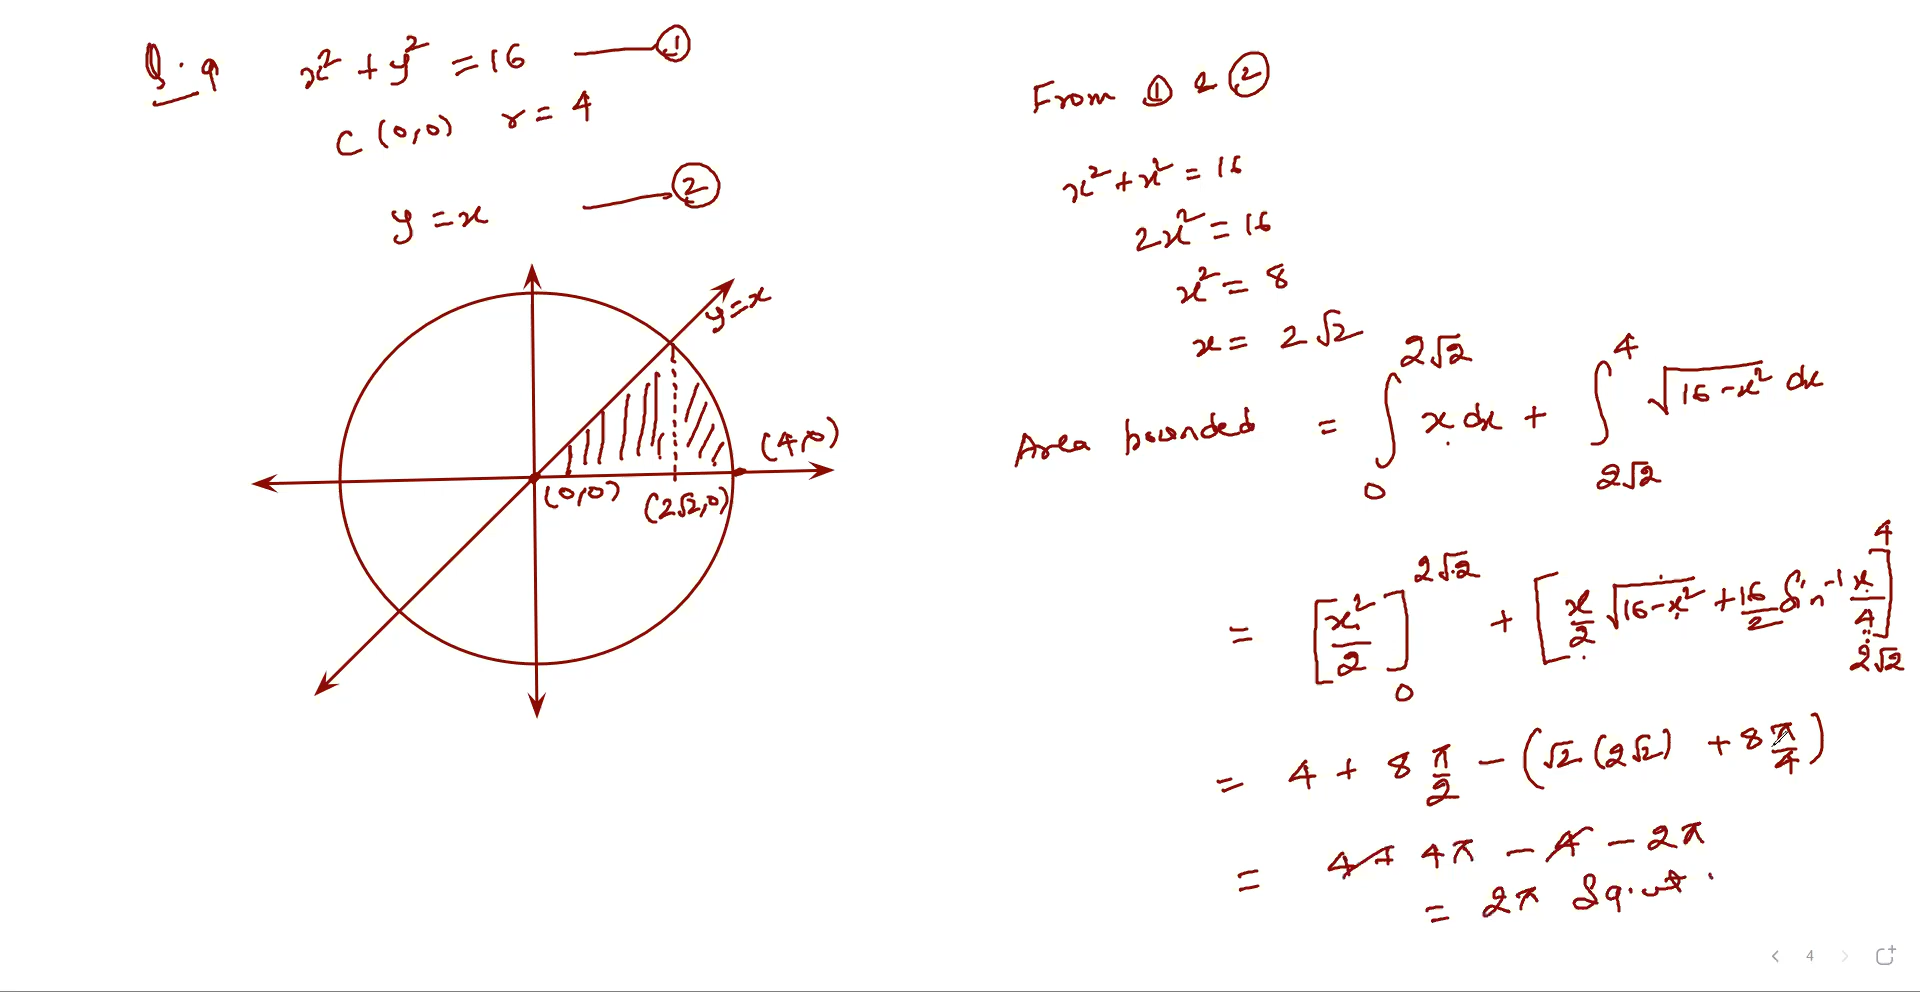 Q.9 x² + y² = 16 ——— ①
C (0,0) r = 4
y = x ——— ②
y=x
(4,0)
(0,0) (2√2,0)
From ① & ②
x² + x² = 16
2x² = 16
x² = 8
x = 2√2
Area bounded = ∫₀^{2√2} x dx + ∫_{2√2}^{4} √(16-x²) dx
= [x²/2]₀^{2√2} + [x/2 √(16-x²) + 16/2 Sin⁻¹ x/4]_{2√2}^{4}
= 4 + 8 π/2 - (√2 (2√2) + 8 π/4)
= 4 + 4π - 4 - 2π
= 2π Sq.unit.
4